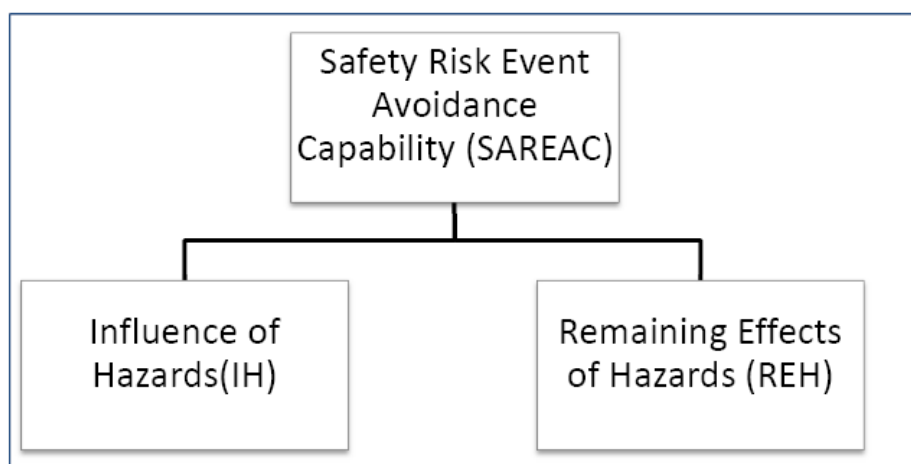 Safety Risk Event
Avoidance
Capability (SAREAC)
Influence of
Hazards(IH)
Remaining Effects
of Hazards (REH)